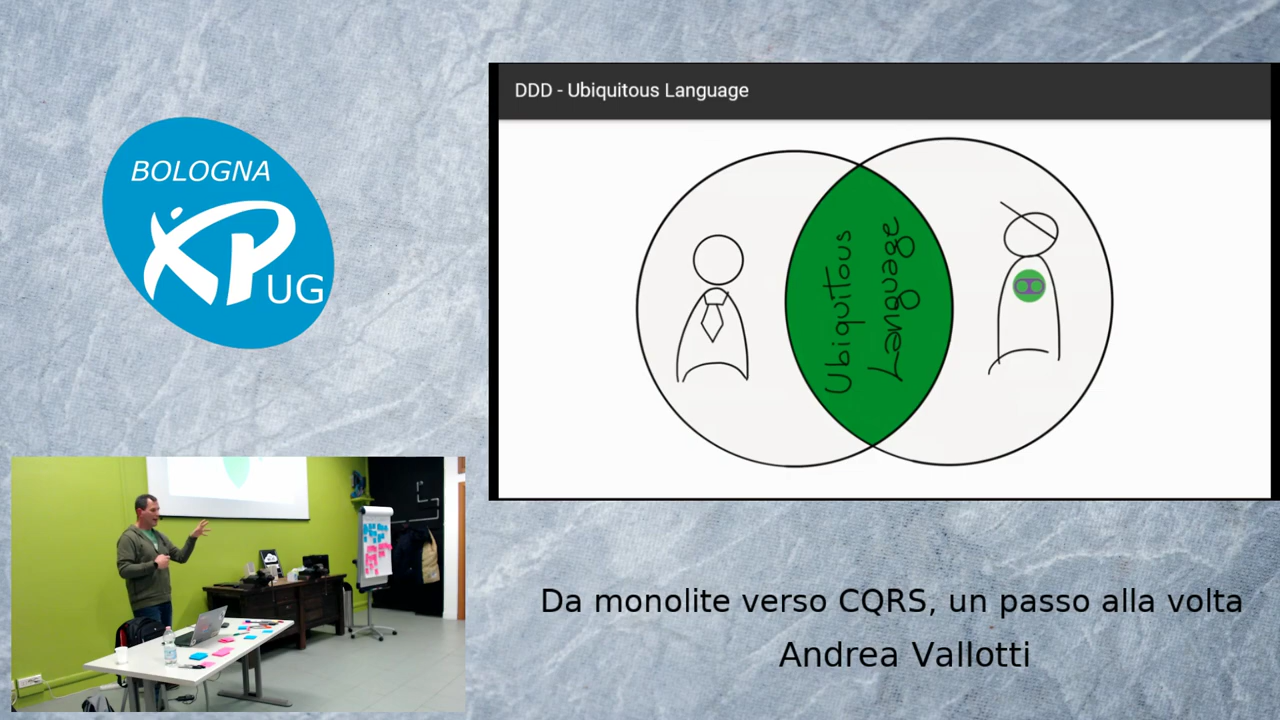 BOLOGNA
XP
UG
DDD - Ubiquitous Language
Ubiquitous
Language
Da monolite verso CQRS, un passo alla volta
Andrea Vallotti